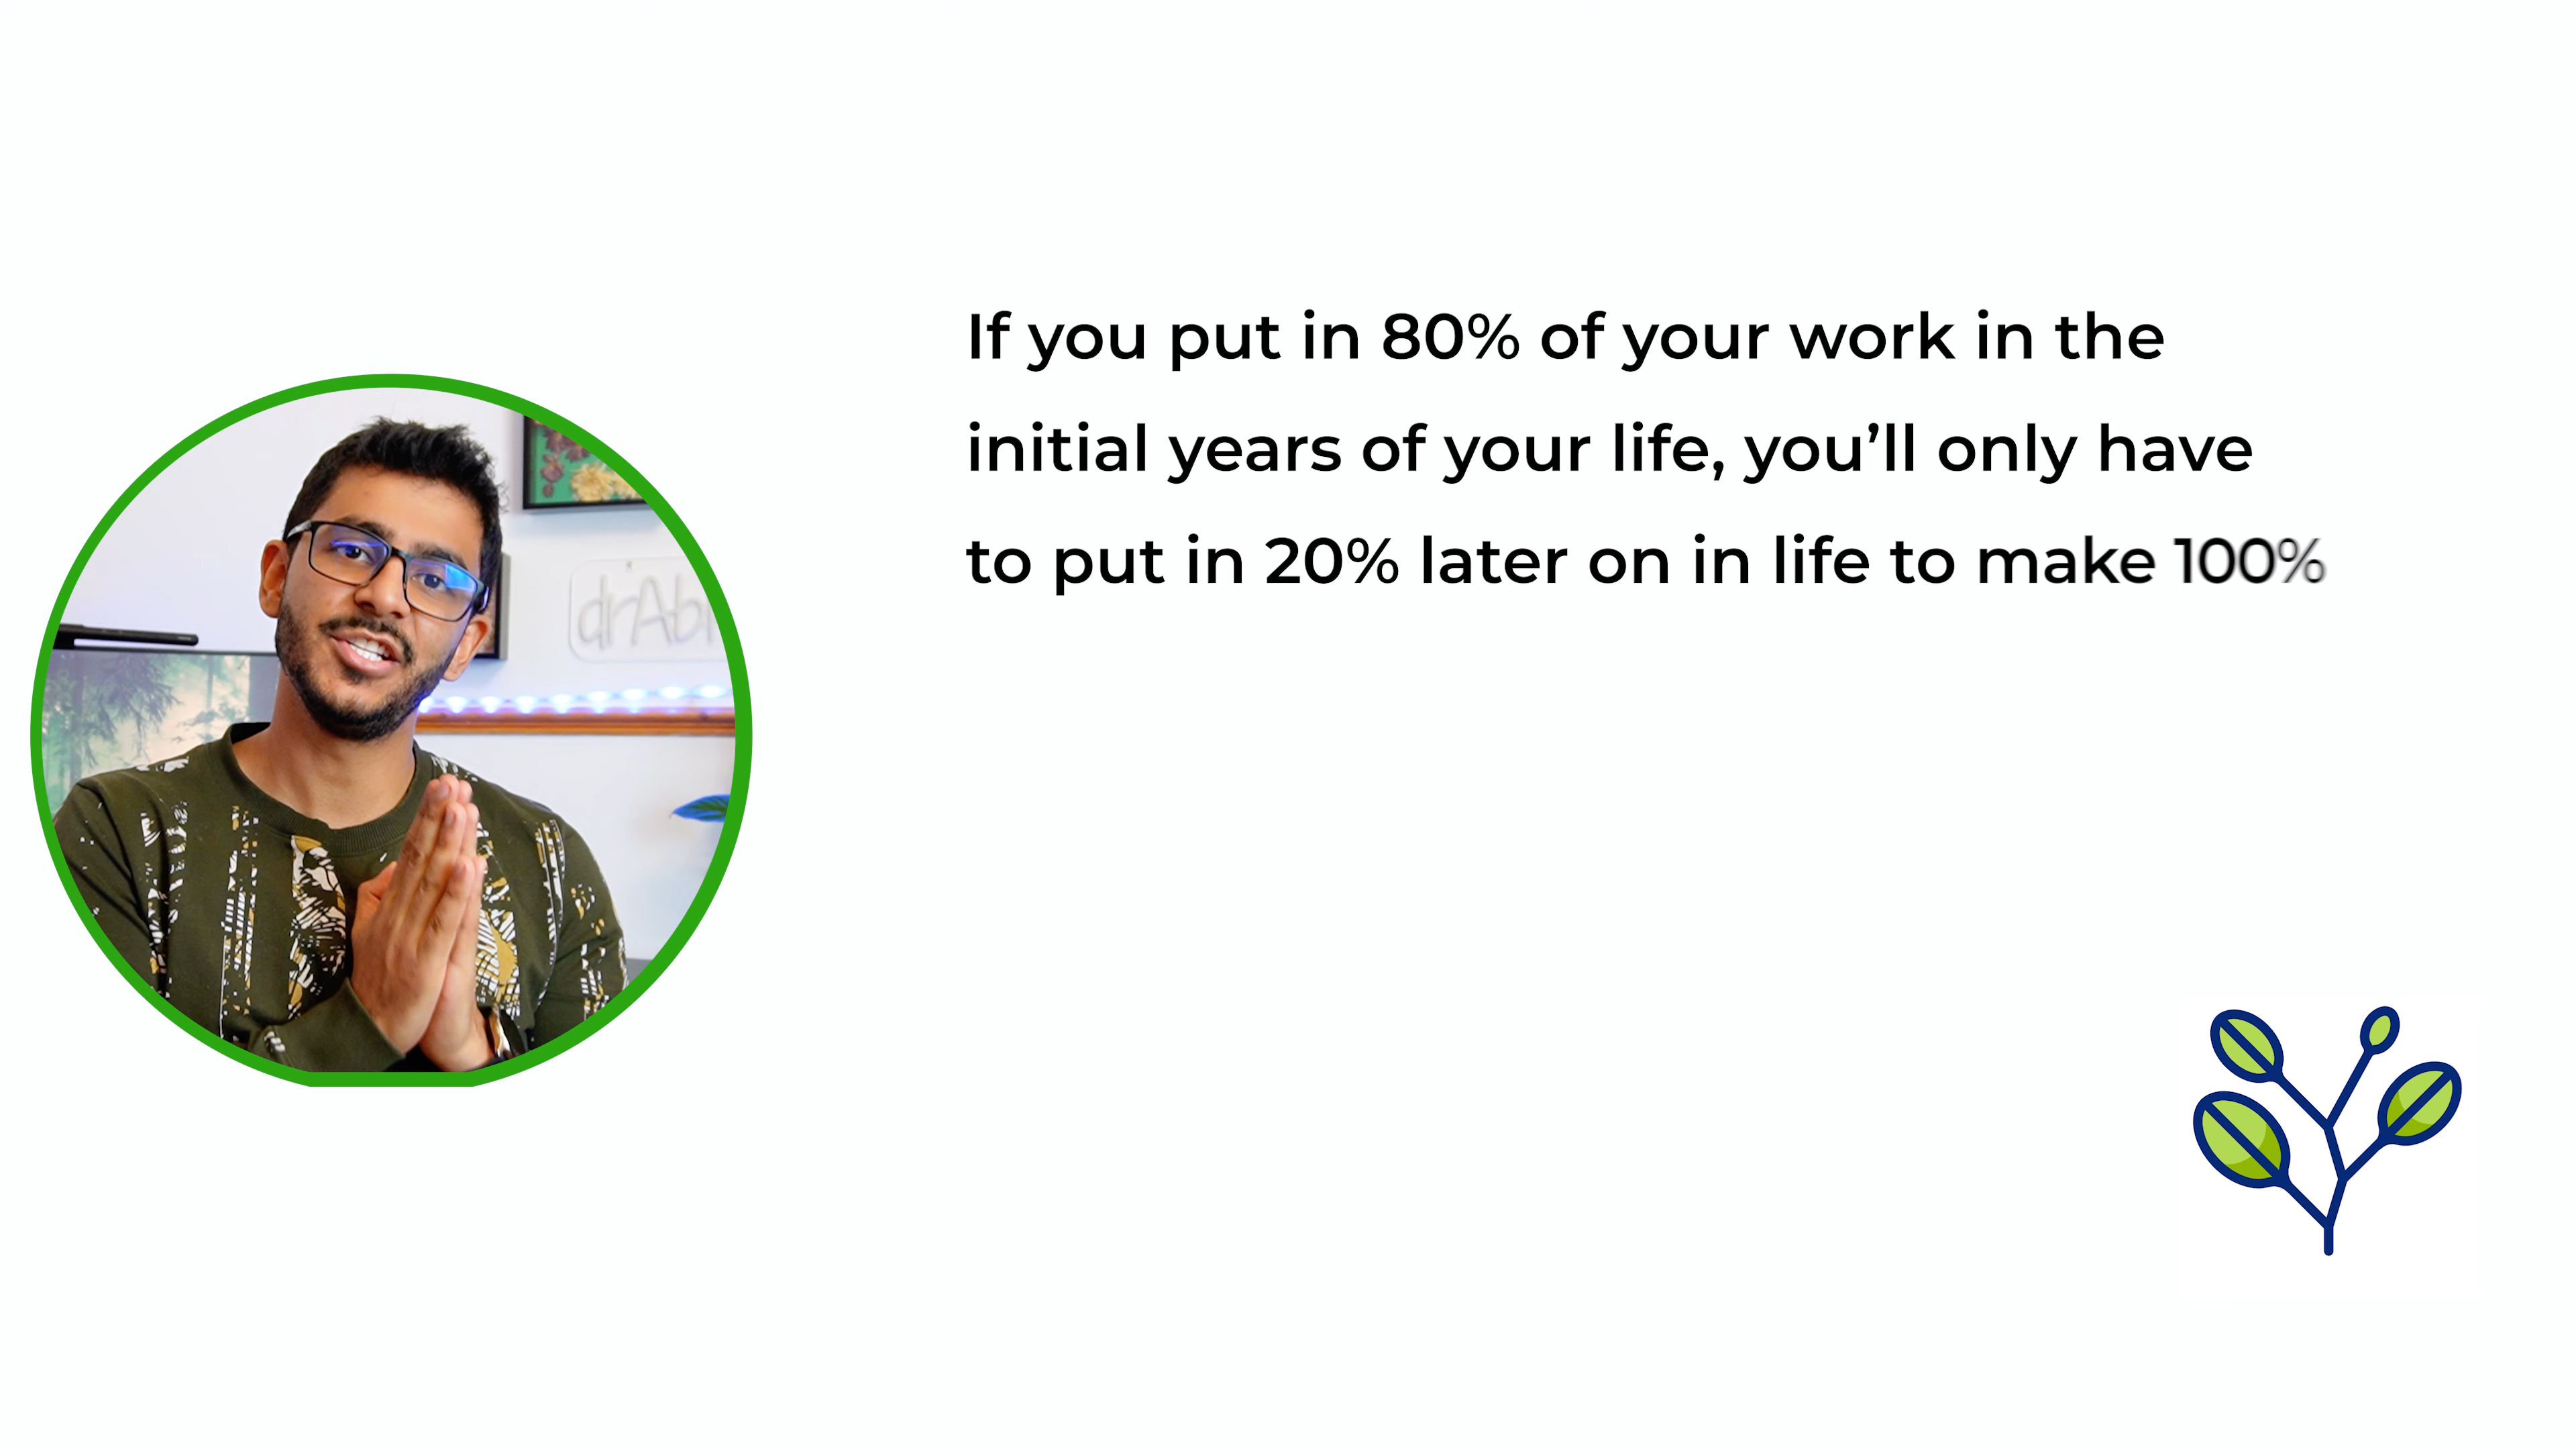 If you put in 80% of your work in the
initial years of your life, you’ll only have
to put in 20% later on in life to make 100%